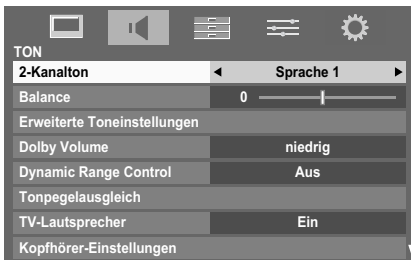 TON
2-Kanalton Sprache 1
Balance 0
Erweiterte Toneinstellungen
Dolby Volume niedrig
Dynamic Range Control Aus
Tonpegelausgleich
TV-Lautsprecher Ein
Kopfhörer-Einstellungen